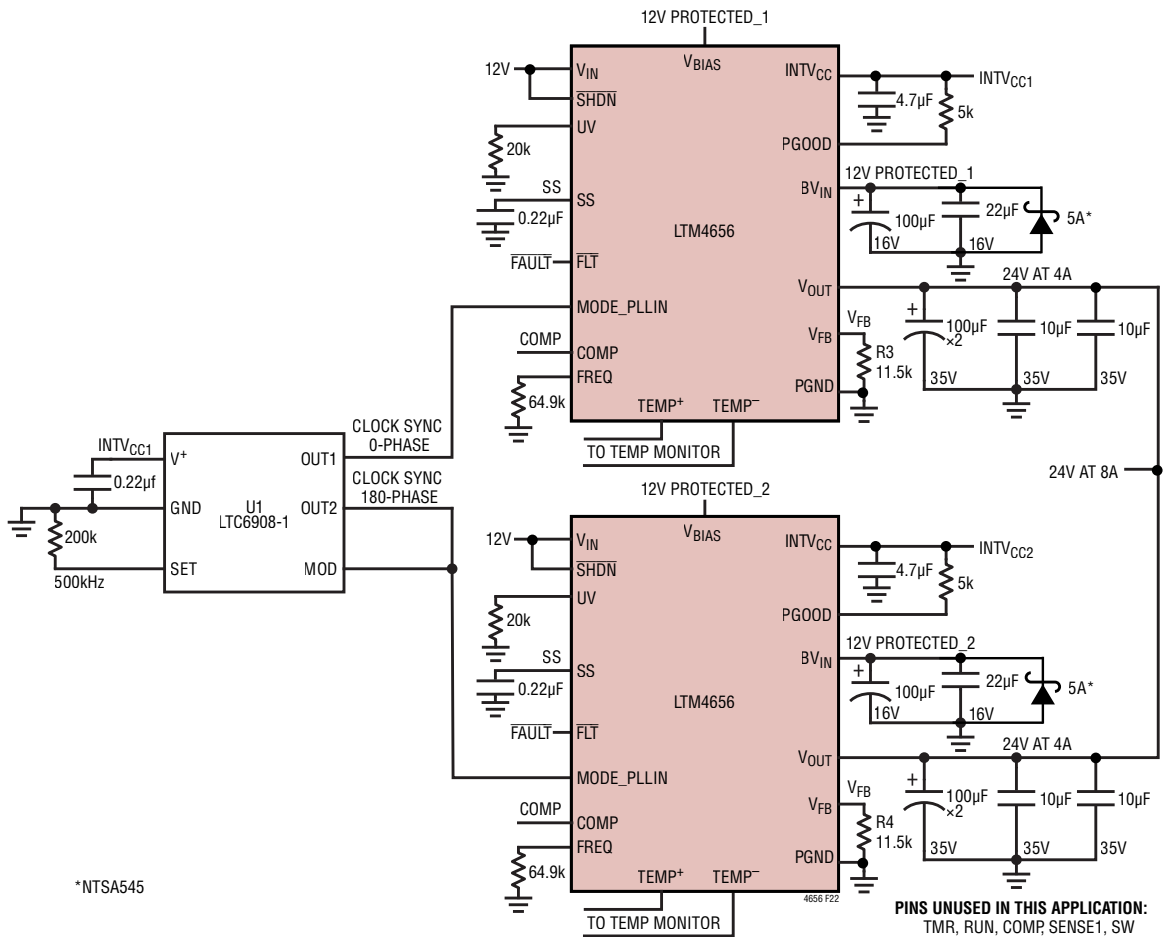 12V PROTECTED_1
12V
VIN
SHDN
UV
20k
SS
SS
0.22µF
FAULT
FLT
MODE_PLLIN
COMP
COMP
FREQ
64.9k
TEMP+
TEMP–
TO TEMP MONITOR
VBIAS
LTM4656
INTVCC
INTVCC1
4.7µF
5k
PGOOD
12V PROTECTED_1
BVIN
+
100µF
16V
22µF
16V
5A*
24V AT 4A
VOUT
VFB
VFB
R3
11.5k
PGND
+
100µF
×2
35V
10µF
35V
10µF
35V
CLOCK SYNC
0-PHASE
CLOCK SYNC
180-PHASE
INTVCC1
0.22µf
200k
500kHz
V+
GND
SET
U1
LTC6908-1
OUT1
OUT2
MOD
24V AT 8A
12V PROTECTED_2
12V
VIN
SHDN
UV
20k
SS
SS
0.22µF
FAULT
FLT
MODE_PLLIN
COMP
COMP
FREQ
64.9k
TEMP+
TEMP–
TO TEMP MONITOR
VBIAS
LTM4656
INTVCC
INTVCC2
4.7µF
5k
PGOOD
12V PROTECTED_2
BVIN
+
100µF
16V
22µF
16V
5A*
24V AT 4A
VOUT
VFB
VFB
R4
11.5k
PGND
+
100µF
×2
35V
10µF
35V
10µF
35V
4656 F22
*NTSA545
PINS UNUSED IN THIS APPLICATION:
TMR, RUN, COMP, SENSE1, SW